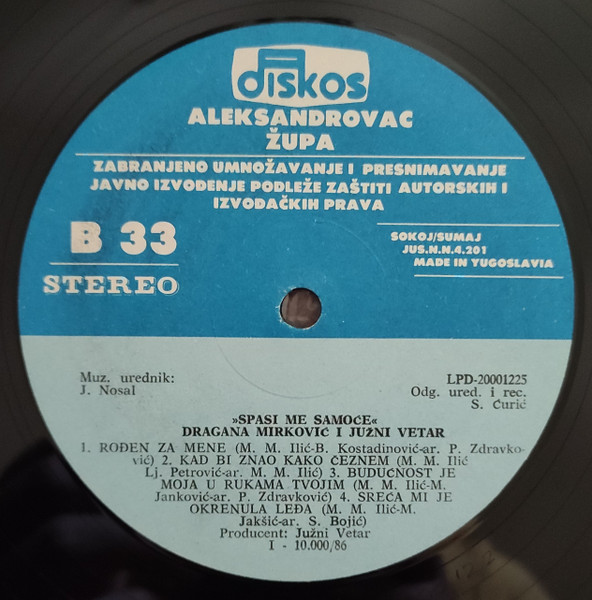 diskos
ALEKSANDROVAC
ŽUPA
ZABRANJENO UMNOŽAVANJE I PRESNIMAVANJE
JAVNO IZVOĐENJE PODLEŽE ZAŠTITI AUTORSKIH I
IZVOĐAČKIH PRAVA
B 33
STEREO
SOKOJ/SUMAJ
JUS.N.N.4.201
MADE IN YUGOSLAVIA
Muz. urednik:
J. Nosal
LPD-20001225
Odg. ured. i rec.
S. Ćurić
»SPASI ME SAMOĆE«
DRAGANA MIRKOVIĆ I JUŽNI VETAR
1. ROĐEN ZA MENE (M. M. Ilić-B. Kostadinović-ar. P. Zdravko-
vić) 2. KAD BI ZNAO KAKO ČEZNEM (M. M. Ilić
Lj. Petrović-ar. M. M. Ilić) 3. BUDUĆNOST JE
MOJA U RUKAMA TVOJIM (M. M. Ilić-M.
Janković-ar. P. Zdravković) 4. SREĆA MI JE
OKRENULA LEĐA (M. M. Ilić-M.
Jakšić-ar. S. Bojić)
Producent: Južni Vetar
I - 10.000/86